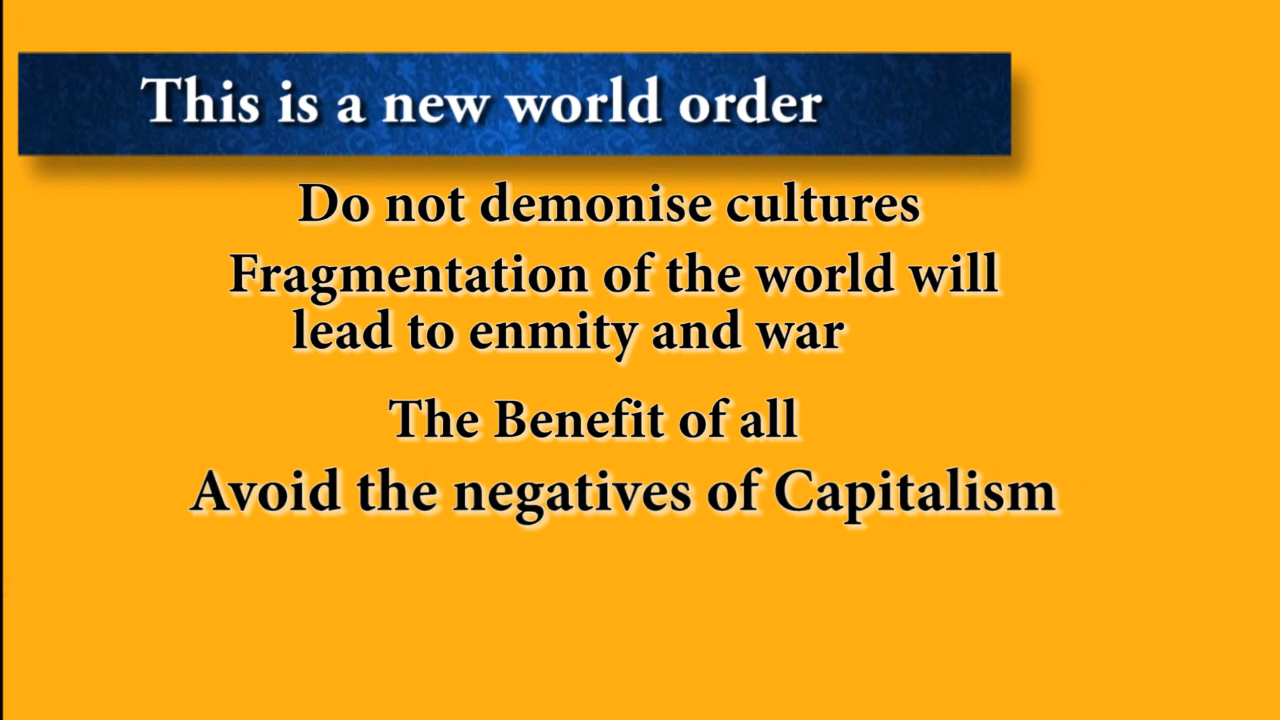 This is a new world order
Do not demonise cultures
Fragmentation of the world will
lead to enmity and war
The Benefit of all
Avoid the negatives of Capitalism